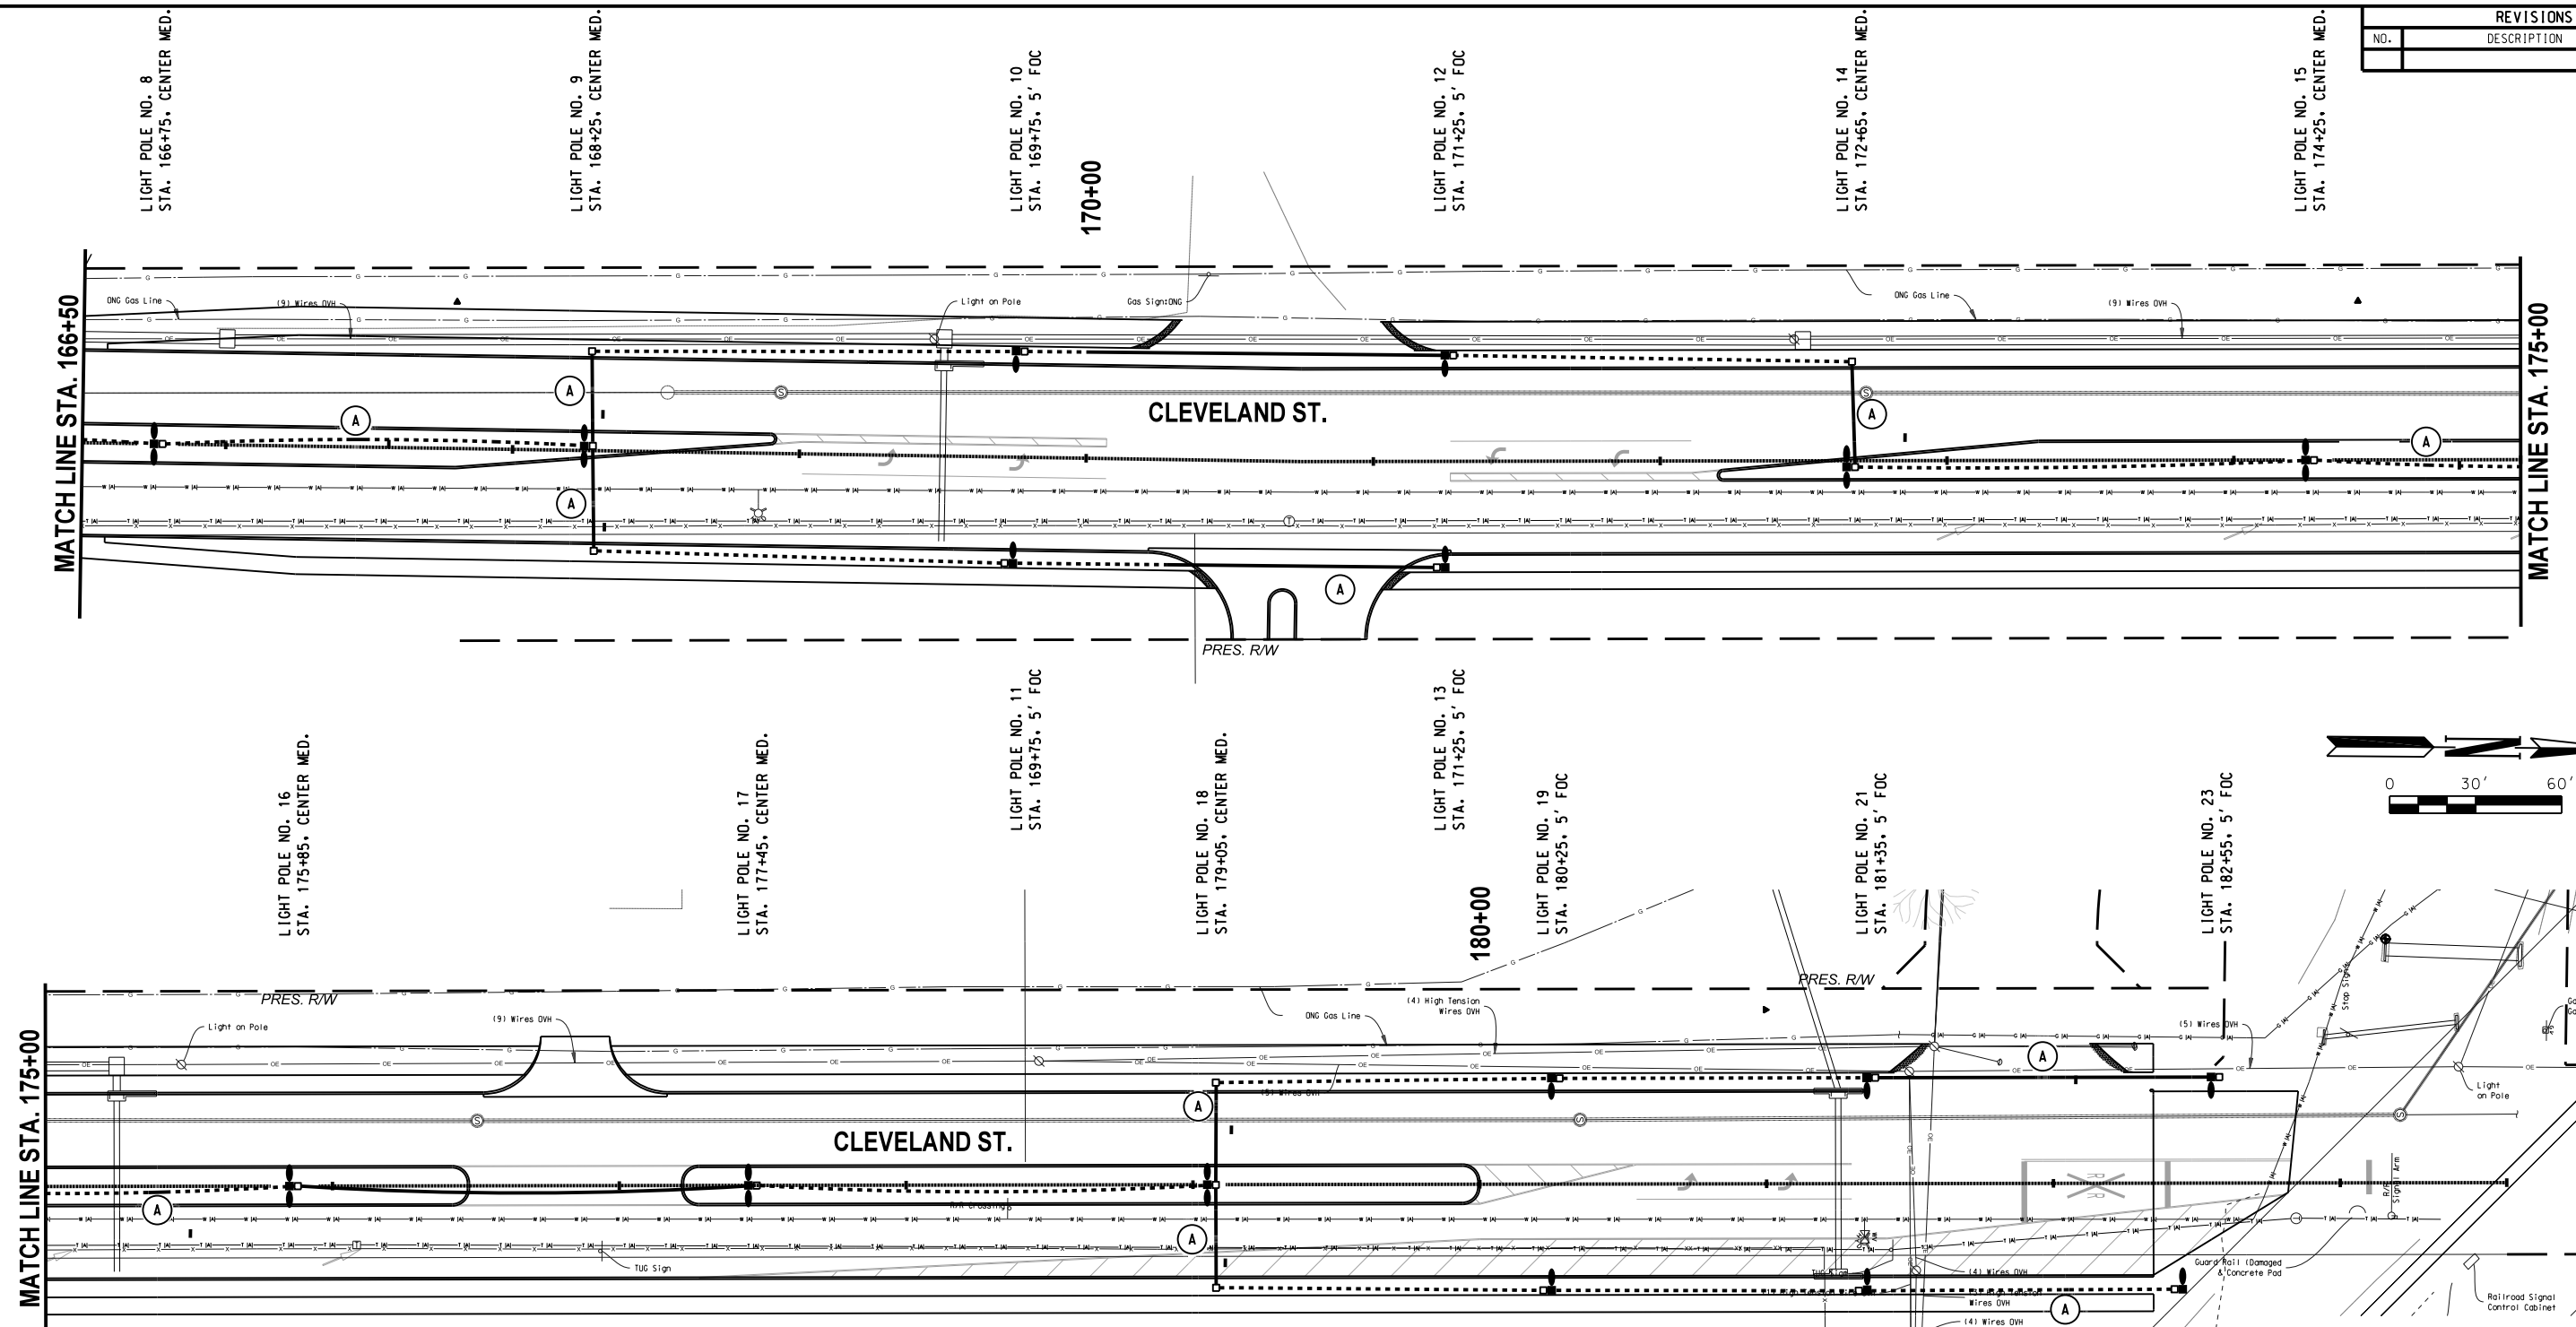 REVISIONS
NO. DESCRIPTION
LIGHT POLE NO. 8
STA. 166+75, CENTER MED.
LIGHT POLE NO. 9
STA. 168+25, CENTER MED.
LIGHT POLE NO. 10
STA. 169+75, 5' FOC
170+00
LIGHT POLE NO. 12
STA. 171+25, 5' FOC
LIGHT POLE NO. 14
STA. 172+65, CENTER MED.
LIGHT POLE NO. 15
STA. 174+25, CENTER MED.
MATCH LINE STA. 166+50
ONG Gas Line
(9) Wires OVH
Light on Pole
Gas Sign:ONG
ONG Gas Line
(9) Wires OVH
A
A
A
CLEVELAND ST.
A
A
A
A
MATCH LINE STA. 175+00
PRES. R/W
LIGHT POLE NO. 11
STA. 169+75, 5' FOC
LIGHT POLE NO. 13
STA. 171+25, 5' FOC
0 30' 60'
LIGHT POLE NO. 16
STA. 175+85, CENTER MED.
LIGHT POLE NO. 17
STA. 177+45, CENTER MED.
LIGHT POLE NO. 18
STA. 179+05, CENTER MED.
180+00
LIGHT POLE NO. 19
STA. 180+25, 5' FOC
LIGHT POLE NO. 21
STA. 181+35, 5' FOC
LIGHT POLE NO. 23
STA. 182+55, 5' FOC
MATCH LINE STA. 175+00
PRES. R/W
Light on Pole
(9) Wires OVH
ONG Gas Line
(4) High Tension
Wires OVH
PRES. R/W
Stop Sign
(5) Wires OVH
A
Light
on Pole
A
(5) Wires OVH
CLEVELAND ST.
A
R/R Crossing
A
R R
R/R
Signal Arm
TUG Sign
TUG Sign
(4) Wires OVH
Guard Rail (Damaged
& Concrete Pad
Wires OVH
A
(4) Wires OVH
Railroad Signal
Control Cabinet